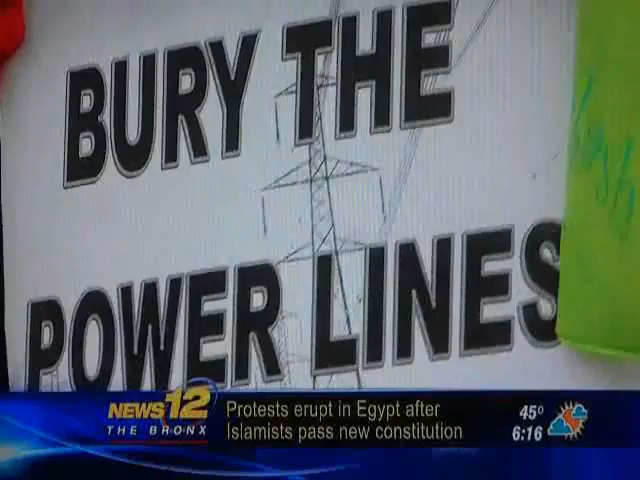 BURY THE
POWER LINES
NEWS 12
THE BRONX
Protests erupt in Egypt after
Islamists pass new constitution
45°
6:16